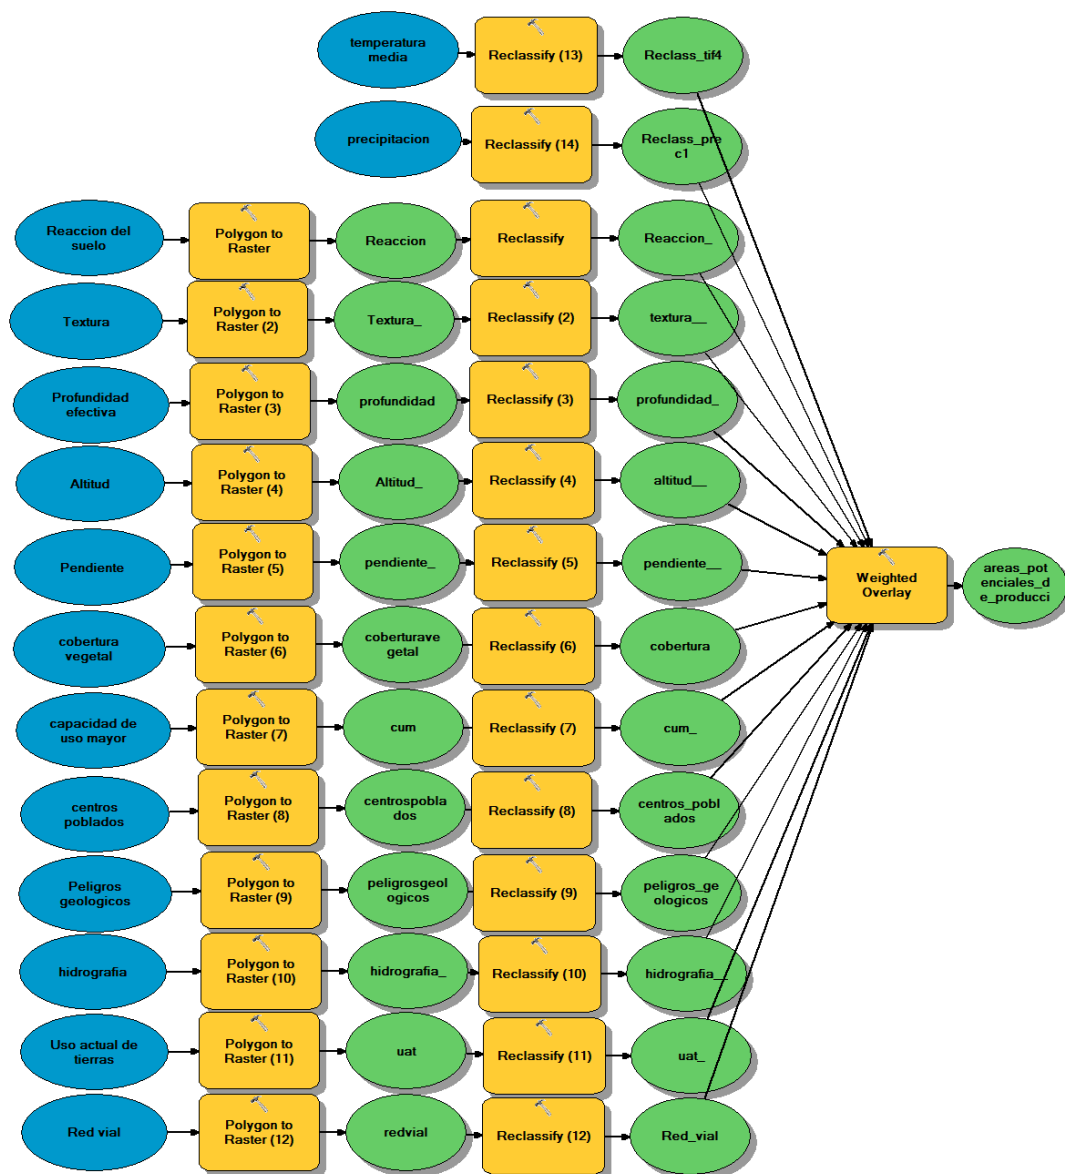 temperatura
media
Reclassify (13)
Reclass_tif4
precipitacion
Reclassify (14)
Reclass_pre
c1
Reaccion del
suelo
Polygon to
Raster
Reaccion
Reclassify
Reaccion_
Textura
Polygon to
Raster (2)
Textura_
Reclassify (2)
textura__
Profundidad
efectiva
Polygon to
Raster (3)
profundidad
Reclassify (3)
profundidad_
Altitud
Polygon to
Raster (4)
Altitud_
Reclassify (4)
altitud__
Pendiente
Polygon to
Raster (5)
pendiente_
Reclassify (5)
pendiente__
Weighted
Overlay
areas_pot
enciales_d
e_producci
cobertura
vegetal
Polygon to
Raster (6)
coberturave
getal
Reclassify (6)
cobertura
capacidad de
uso mayor
Polygon to
Raster (7)
cum
Reclassify (7)
cum_
centros
poblados
Polygon to
Raster (8)
centrospobla
dos
Reclassify (8)
centros_pobl
ados
Peligros
geologicos
Polygon to
Raster (9)
peligrosgeol
ogicos
Reclassify (9)
peligros_ge
ologicos
hidrografia
Polygon to
Raster (10)
hidrografia_
Reclassify (10)
hidrografia__
Uso actual de
tierras
Polygon to
Raster (11)
uat
Reclassify (11)
uat_
Red vial
Polygon to
Raster (12)
redvial
Reclassify (12)
Red_vial